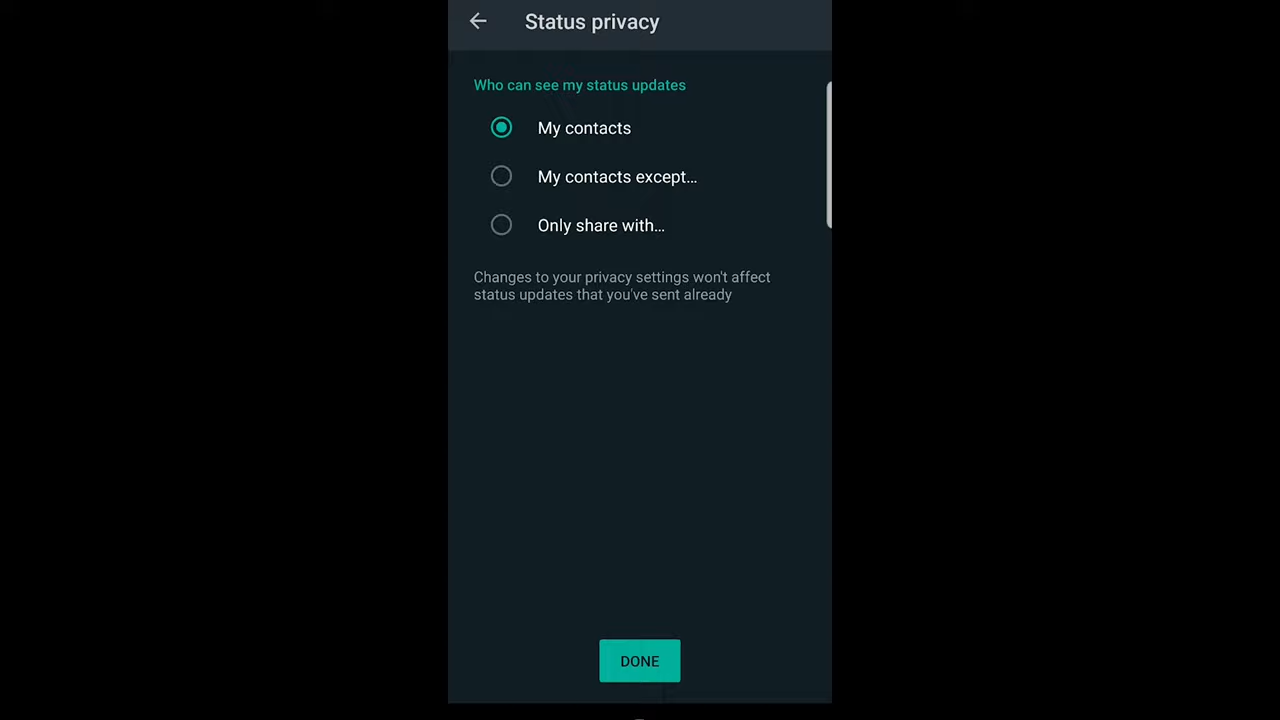 Status privacy
Who can see my status updates
My contacts
My contacts except...
Only share with...
Changes to your privacy settings won't affect
status updates that you've sent already
DONE